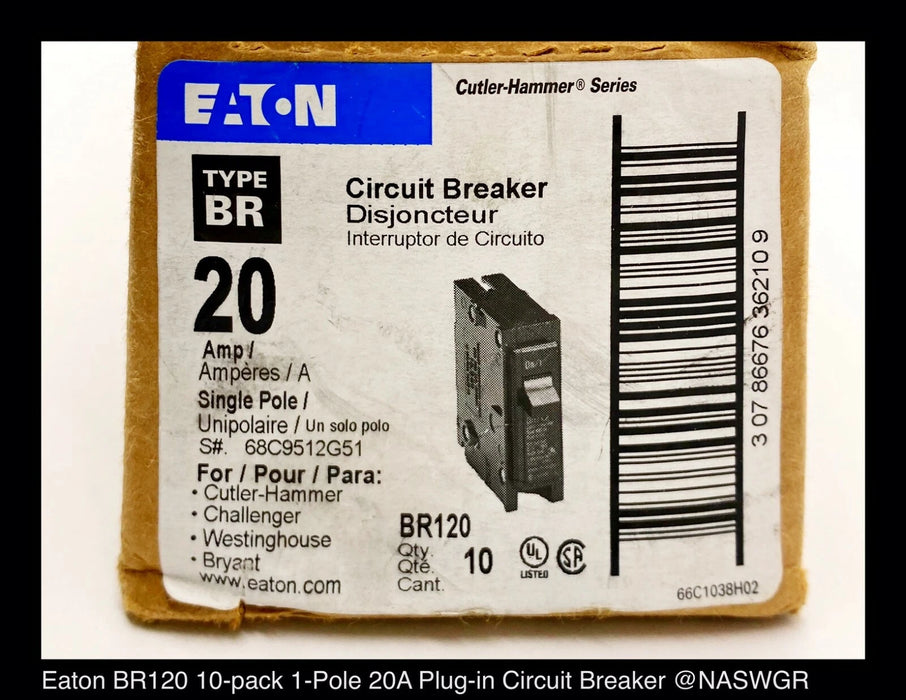 EATON
Cutler-Hammer® Series
TYPE
BR
Circuit Breaker
Disjoncteur
Interruptor de Circuito
20
Amp/
Ampères / A
Single Pole /
Unipolaire / Un solo polo
S#. 68C9512G51
For / Pour / Para:
• Cutler-Hammer
• Challenger
• Westinghouse
• Bryant
www.eaton.com
BR120
Qty.
Qté. 10
Cant.
UL
LISTED
SA
3 07 86676 36210 9
66C1038H02
Eaton BR120 10-pack 1-Pole 20A Plug-in Circuit Breaker @NASWGR